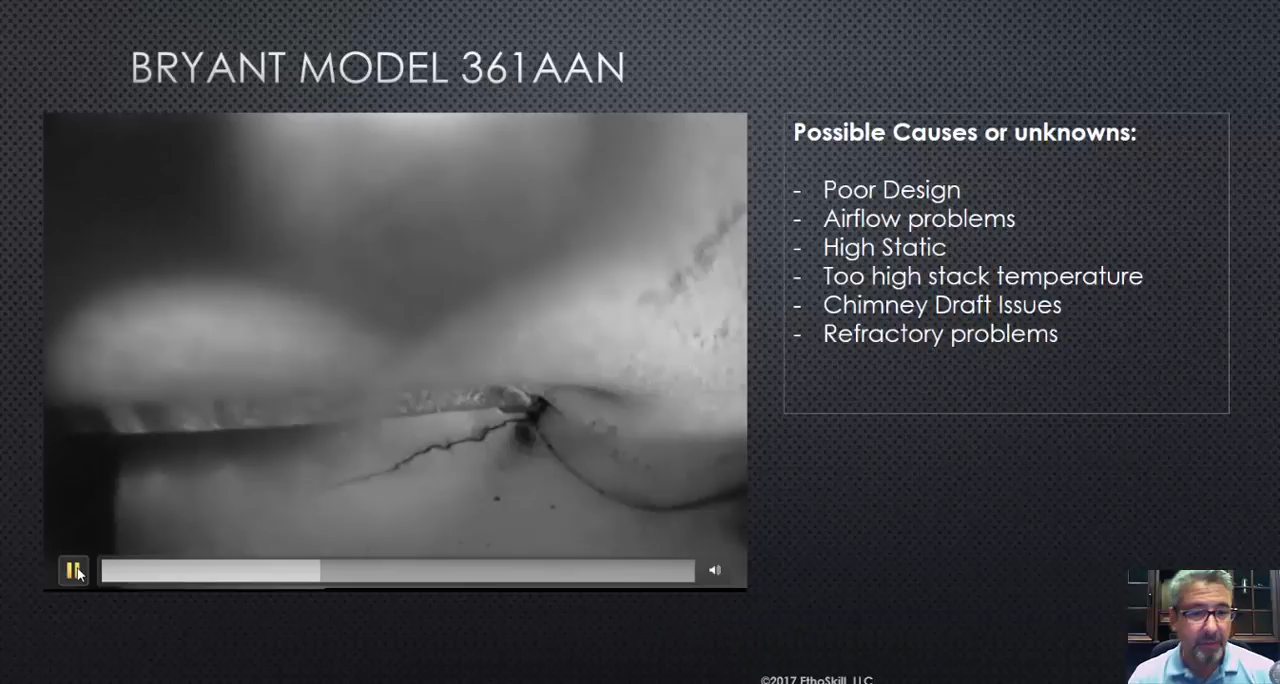 BRYANT MODEL 361AAN
Possible Causes or unknowns:
- Poor Design
- Airflow problems
- High Static
- Too high stack temperature
- Chimney Draft Issues
- Refractory problems
©2017 EthoSkill, LLC